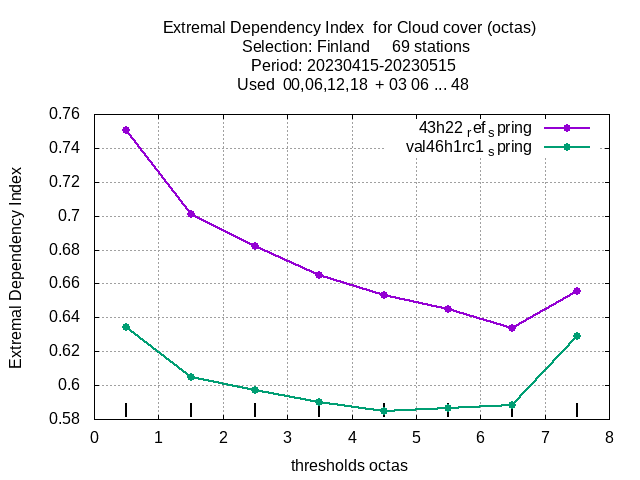 Extremal Dependency Index for Cloud cover (octas)
Selection: Finland 69 stations
Period: 20230415-20230515
Used 00,06,12,18 + 03 06 ... 48
0.76
0.74
0.72
0.7
0.68
0.66
0.64
0.62
0.6
0.58
Extremal Dependency Index
43h22 ref spring
val46h1rc1 spring
0 1 2 3 4 5 6 7 8
thresholds octas